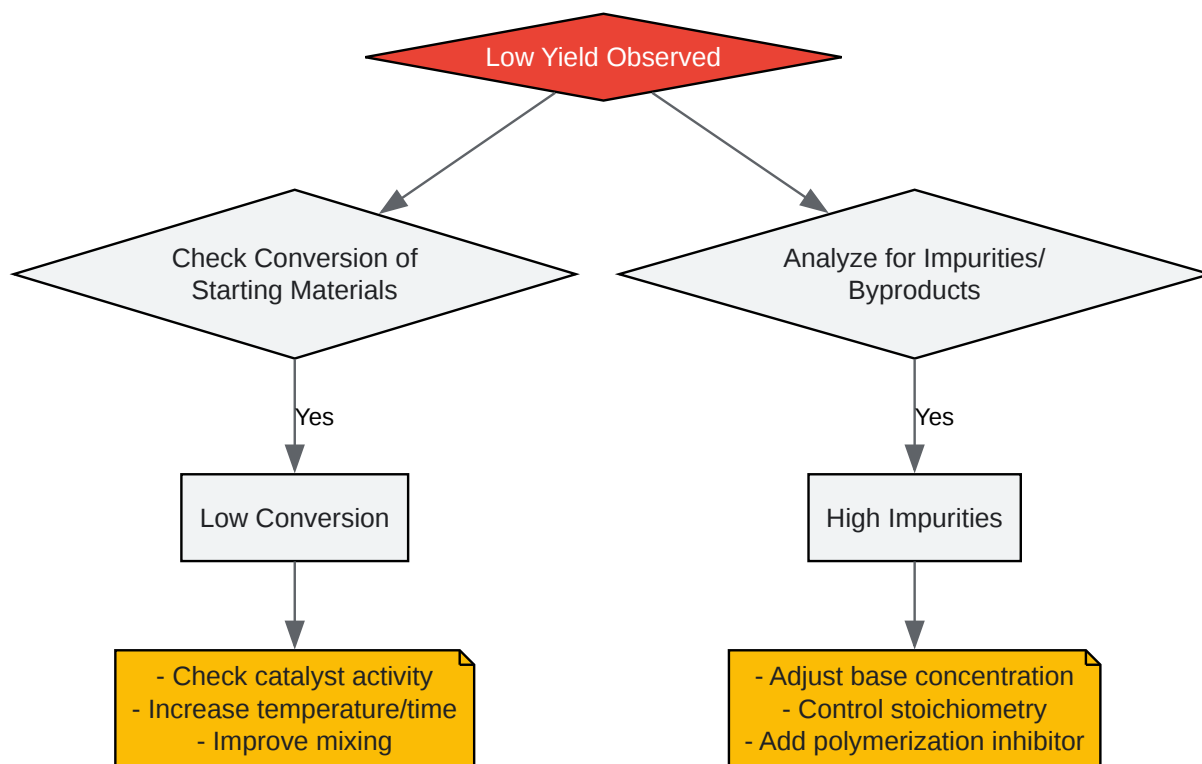 Low Yield Observed
Check Conversion of
Starting Materials
Analyze for Impurities/
Byproducts
Yes
Yes
Low Conversion
High Impurities
- Check catalyst activity
- Increase temperature/time
- Improve mixing
- Adjust base concentration
- Control stoichiometry
- Add polymerization inhibitor